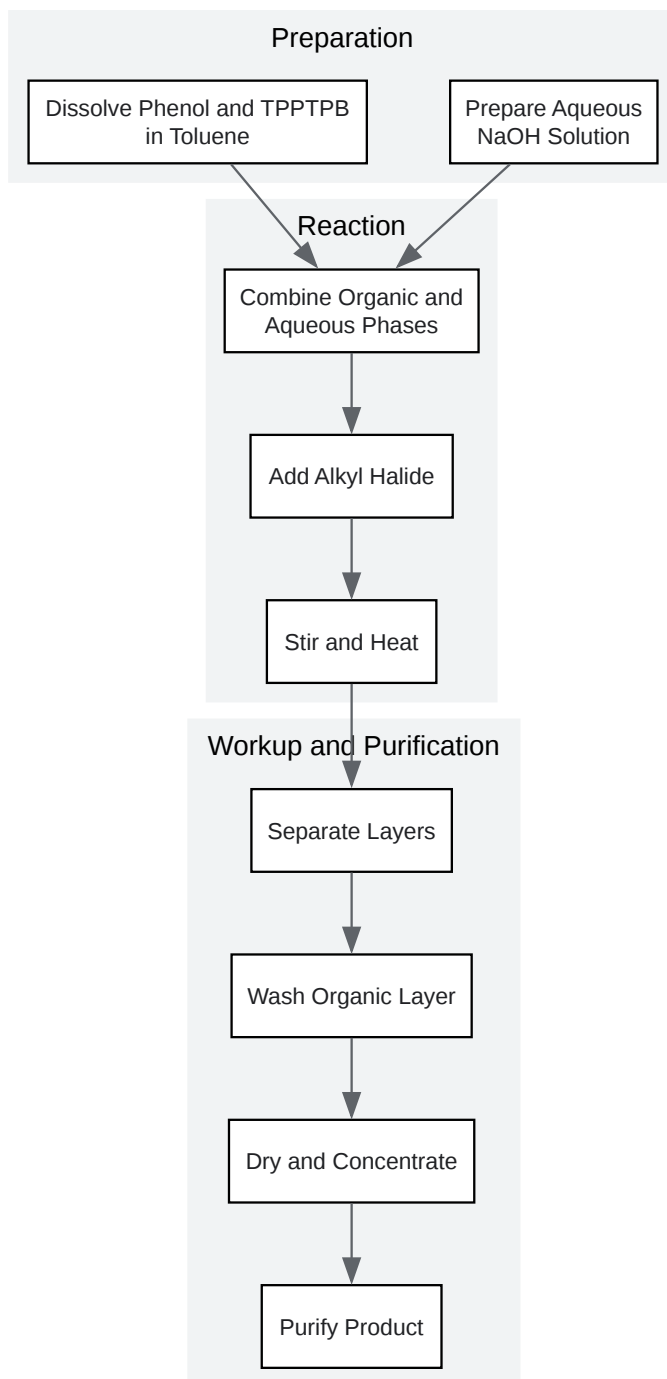 Preparation
Dissolve Phenol and TPPTPB
in Toluene
Prepare Aqueous
NaOH Solution
Reaction
Combine Organic and
Aqueous Phases
Add Alkyl Halide
Stir and Heat
Workup and Purification
Separate Layers
Wash Organic Layer
Dry and Concentrate
Purify Product